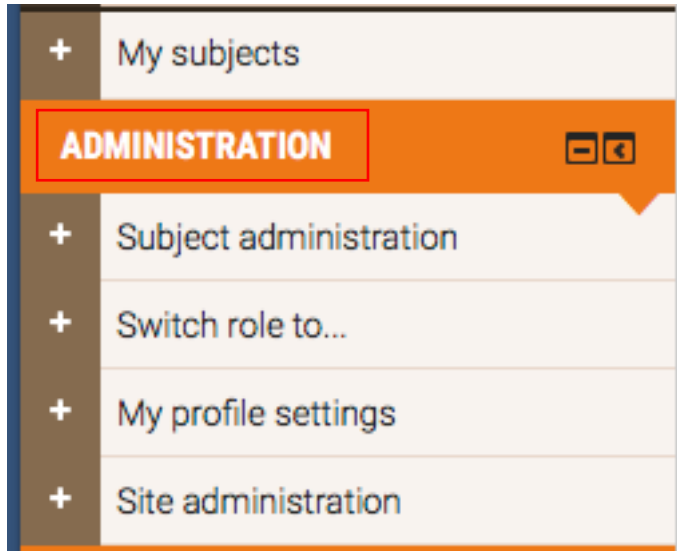 My subjects
ADMINISTRATION
Subject administration
Switch role to...
My profile settings
Site administration